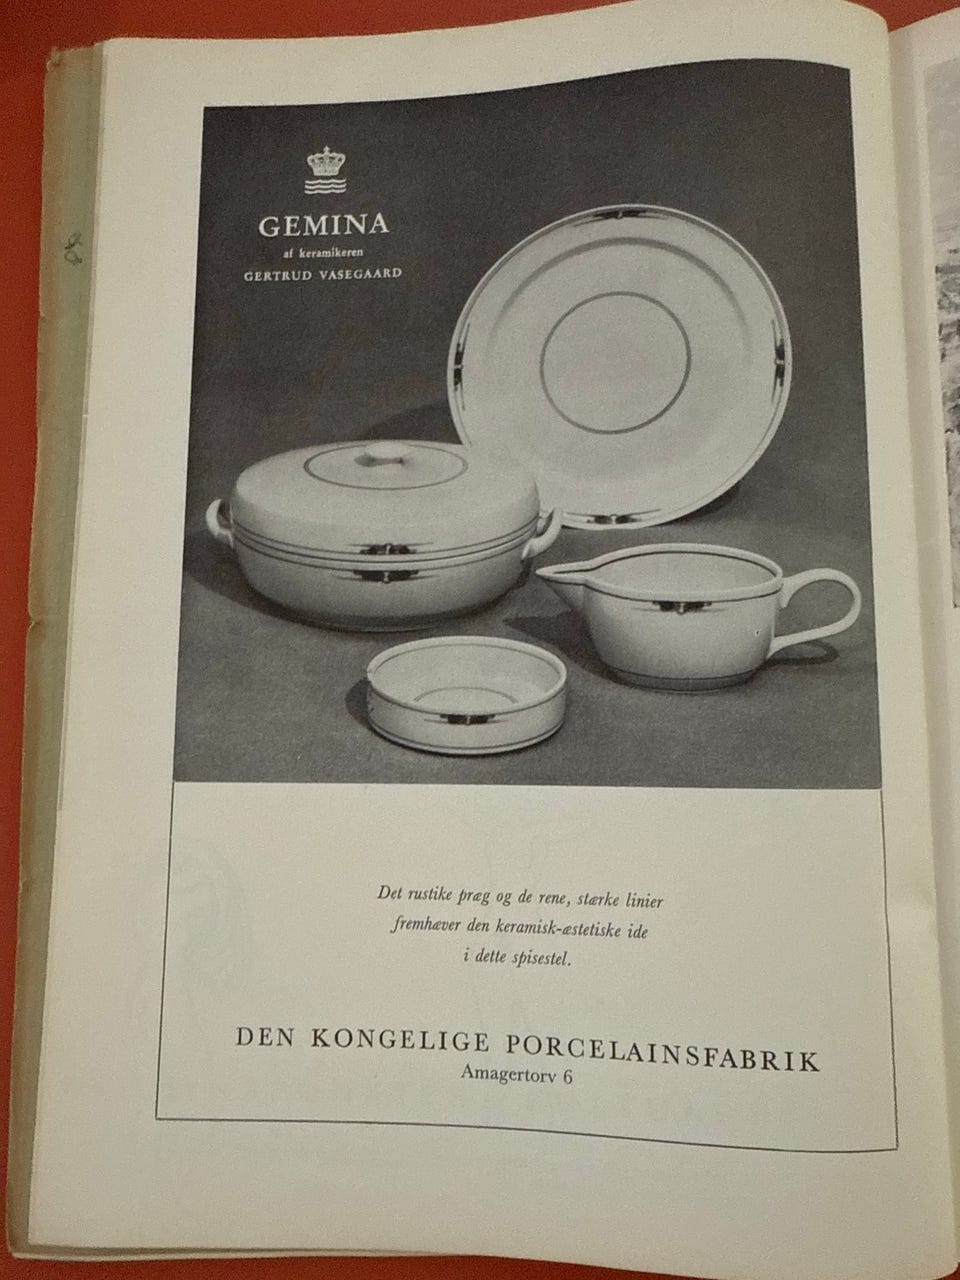 GEMINA
af keramikeren
GERTRUD VASEGAARD
Det rustike præg og de rene, stærke linier
fremhæver den keramisk-æstetiske ide
i dette spisestel.
DEN KONGELIGE PORCELAINSFABRIK
Amagertorv 6